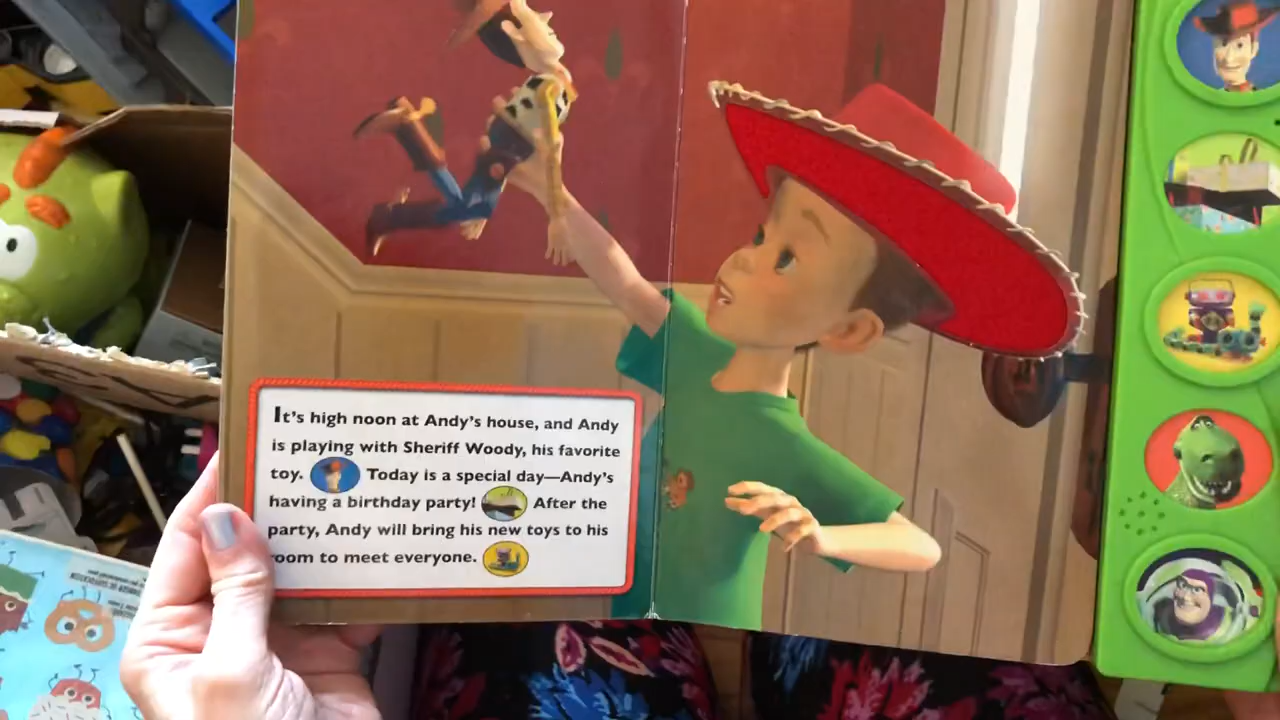 It's high noon at Andy's house, and Andy
is playing with Sheriff Woody, his favorite
toy. Today is a special day—Andy's
having a birthday party! After the
party, Andy will bring his new toys to his
room to meet everyone.